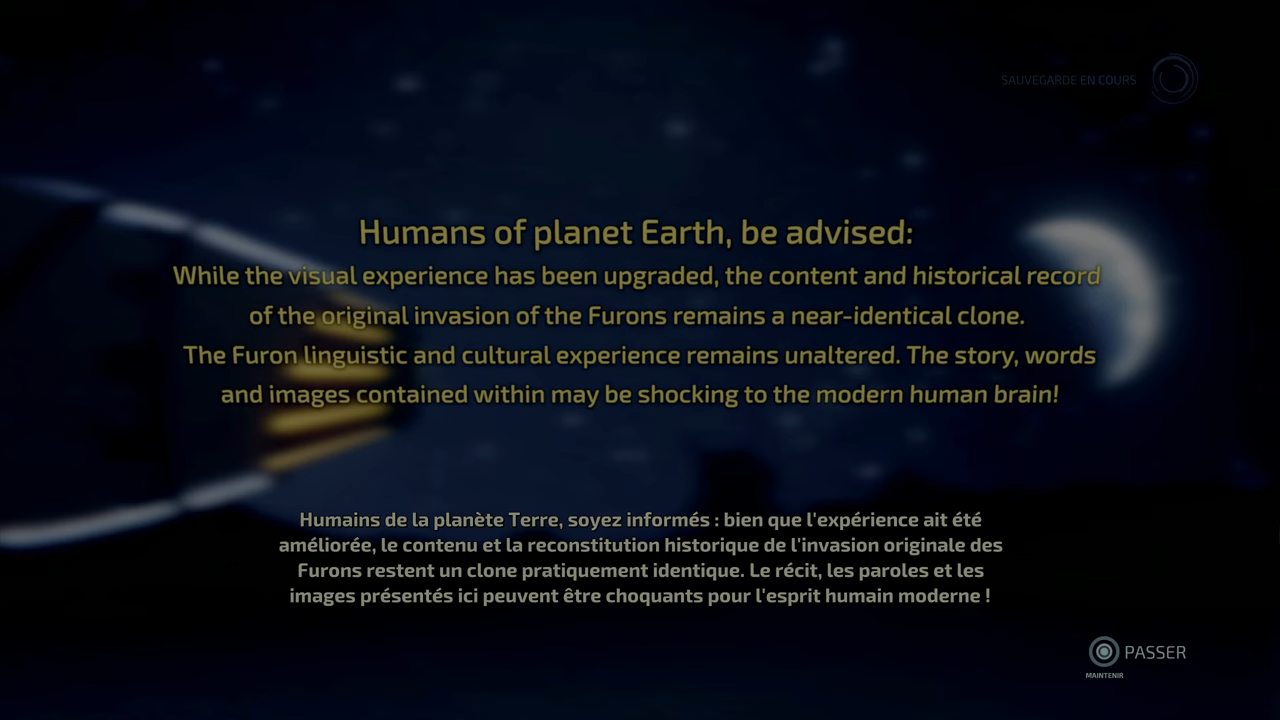 SAUVEGARDE EN COURS
Humans of planet Earth, be advised:
While the visual experience has been upgraded, the content and historical record
of the original invasion of the Furons remains a near-identical clone.
The Furon linguistic and cultural experience remains unaltered. The story, words
and images contained within may be shocking to the modern human brain!
Humains de la planète Terre, soyez informés : bien que l'expérience ait été
améliorée, le contenu et la reconstitution historique de l'invasion originale des
Furons restent un clone pratiquement identique. Le récit, les paroles et les
images présentés ici peuvent être choquants pour l'esprit humain moderne !
PASSER
MAINTENIR